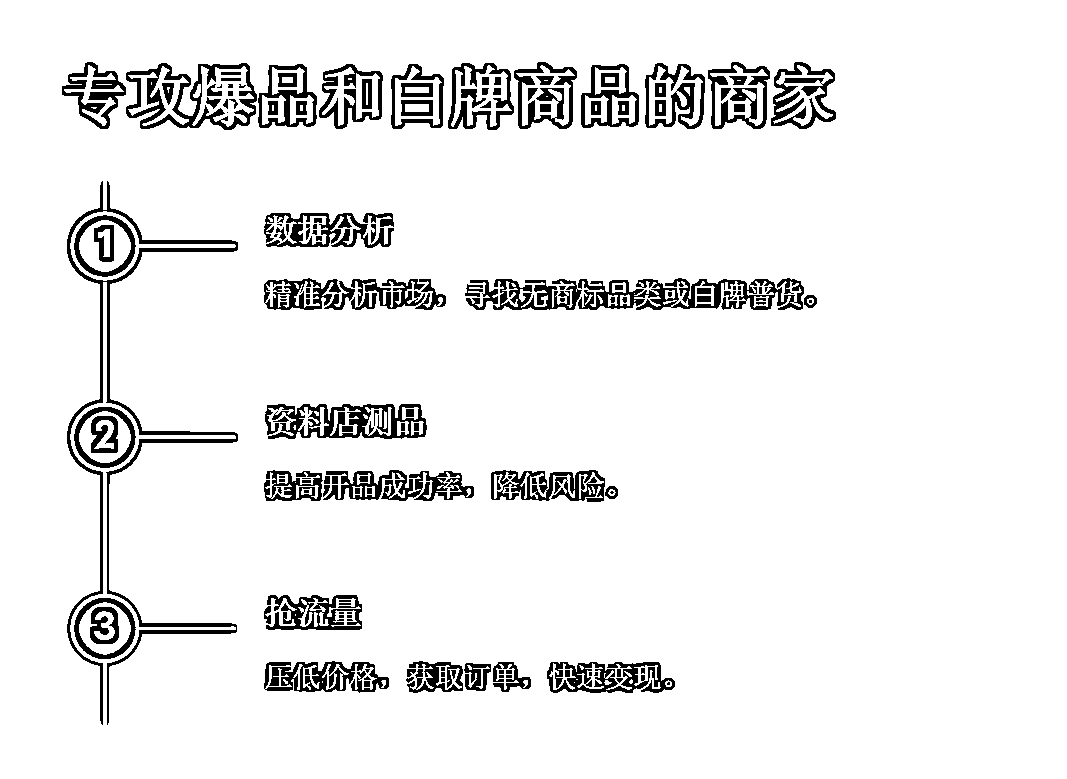 专攻爆品和白牌商品的商家
1
数据分析
精准分析市场，寻找无商标品类或白牌普货。
2
资料店测品
提高开品成功率，降低风险。
3
抢流量
压低价格，获取订单，快速变现。